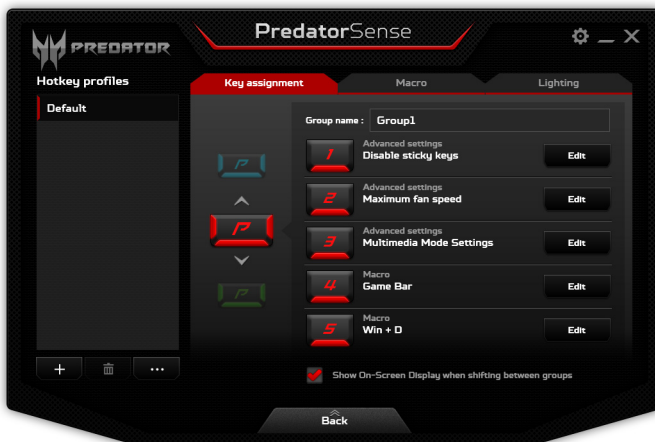 PREDATOR
PredatorSense
Hotkey profiles
Key assignment
Macro
Lighting
Default
Group name : Group1
P
P
P
1
Advanced settings
Disable sticky keys
Edit
2
Advanced settings
Maximum fan speed
Edit
3
Advanced settings
Multimedia Mode Settings
Edit
4
Macro
Game Bar
Edit
5
Macro
Win + D
Edit
Show On-Screen Display when shifting between groups
Back